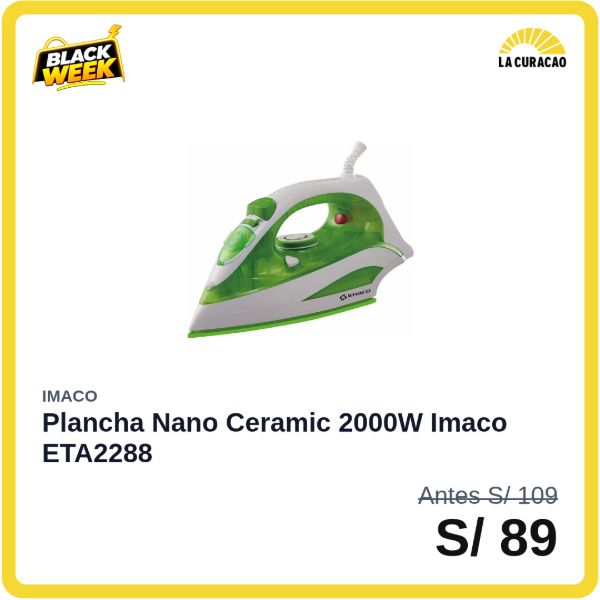 BLACK
WEEK
LA CURACAO
imaco
IMACO
Plancha Nano Ceramic 2000W Imaco
ETA2288
Antes S/ 109
S/ 89